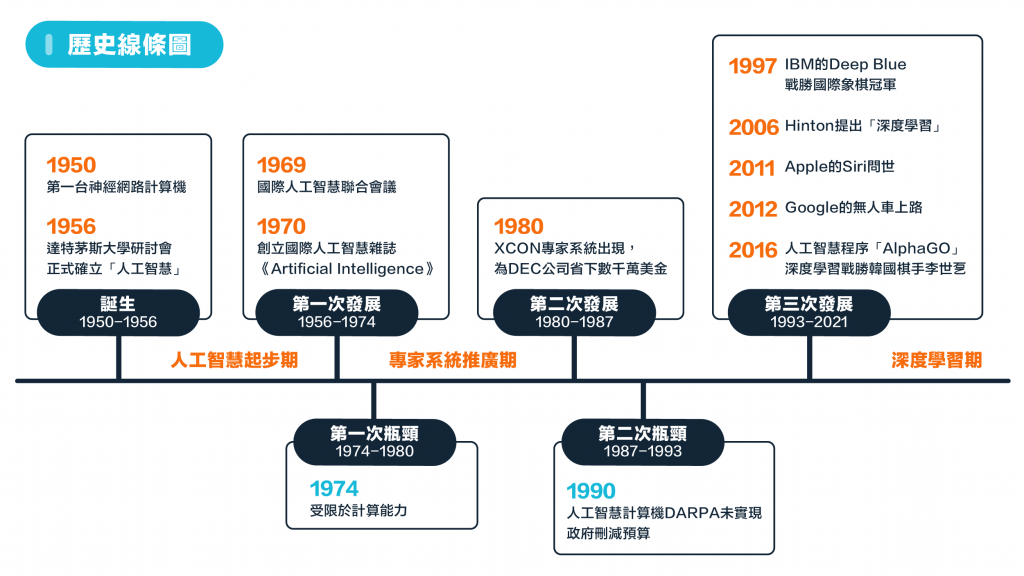 歷史線條圖
1950
第一台神經網路計算機
1956
達特茅斯大學研討會
正式確立「人工智慧」
誕生
1950-1956
1969
國際人工智慧聯合會議
1970
創立國際人工智慧雜誌
《Artificial Intelligence》
第一次發展
1956-1974
1980
XCON專家系統出現，
為DEC公司省下數千萬美金
第二次發展
1980-1987
1997 IBM的Deep Blue
戰勝國際象棋冠軍
2006 Hinton提出「深度學習」
2011 Apple的Siri問世
2012 Google的無人車上路
2016 人工智慧程序「AlphaGO」
深度學習戰勝韓國棋手李世乭
第三次發展
1993-2021
人工智慧起步期
專家系統推廣期
深度學習期
第一次瓶頸
1974-1980
1974
受限於計算能力
第二次瓶頸
1987-1993
1990
人工智慧計算機DARPA未實現
政府刪減預算